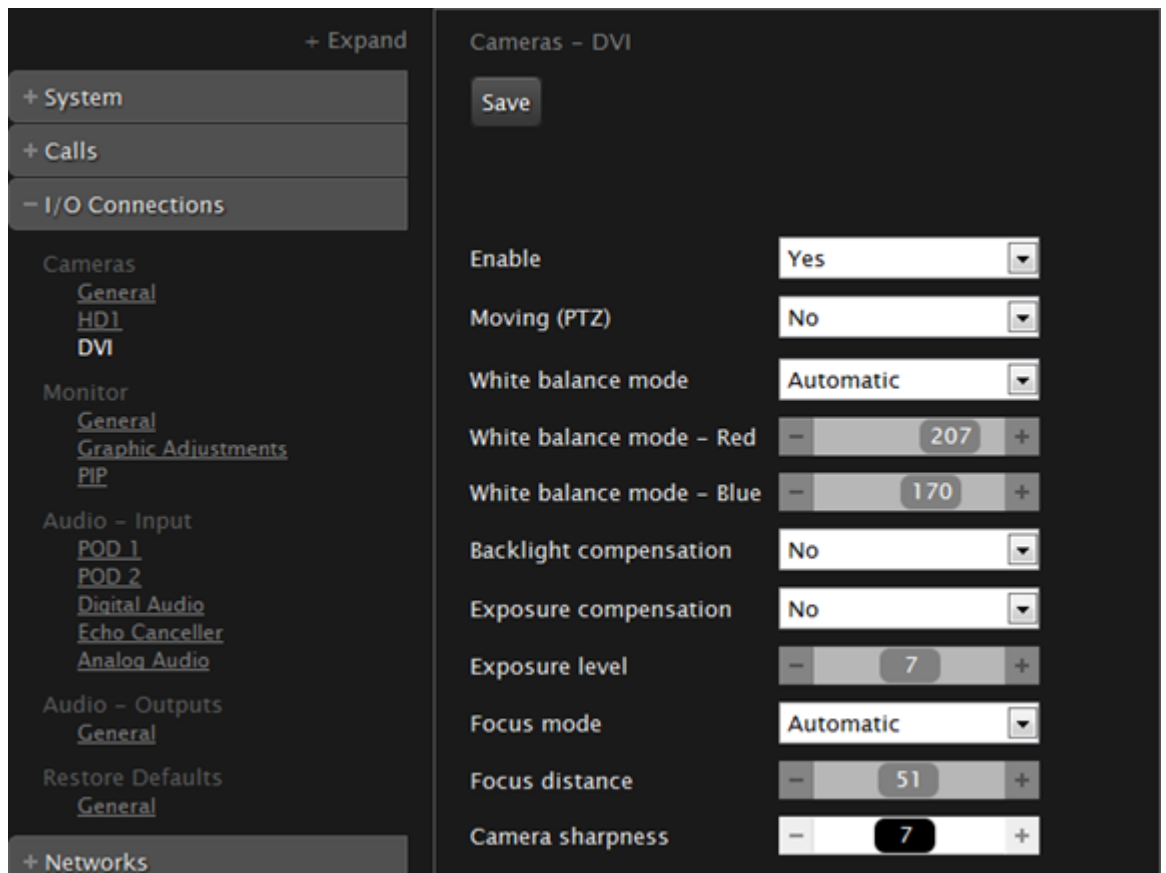 + Expand
+ System
+ Calls
− I/O Connections
Cameras
General
HD1
DVI
Monitor
General
Graphic Adjustments
PIP
Audio – Input
POD 1
POD 2
Digital Audio
Echo Canceller
Analog Audio
Audio – Outputs
General
Restore Defaults
General
+ Networks
Cameras – DVI
Save
Enable Yes
Moving (PTZ) No
White balance mode Automatic
White balance mode – Red − 207 +
White balance mode – Blue − 170 +
Backlight compensation No
Exposure compensation No
Exposure level − 7 +
Focus mode Automatic
Focus distance − 51 +
Camera sharpness − 7 +